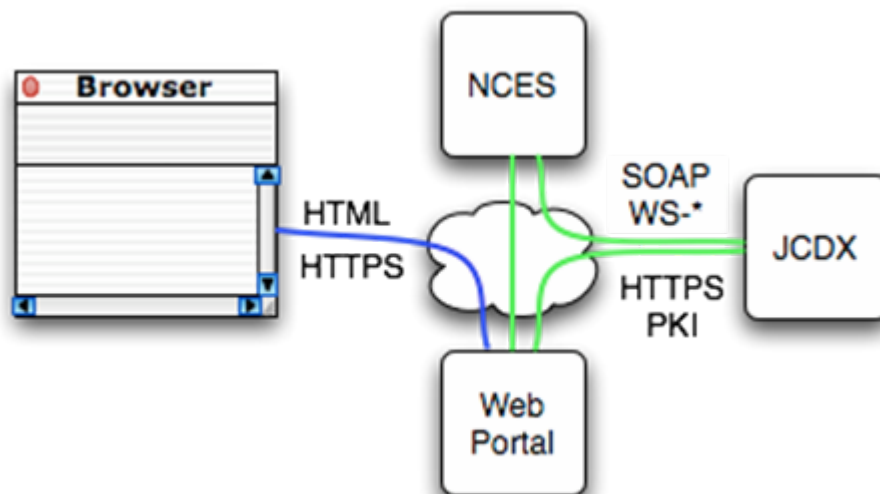 Browser
NCES
SOAP
WS-*
HTML
HTTPS
JCDX
HTTPS
PKI
Web
Portal